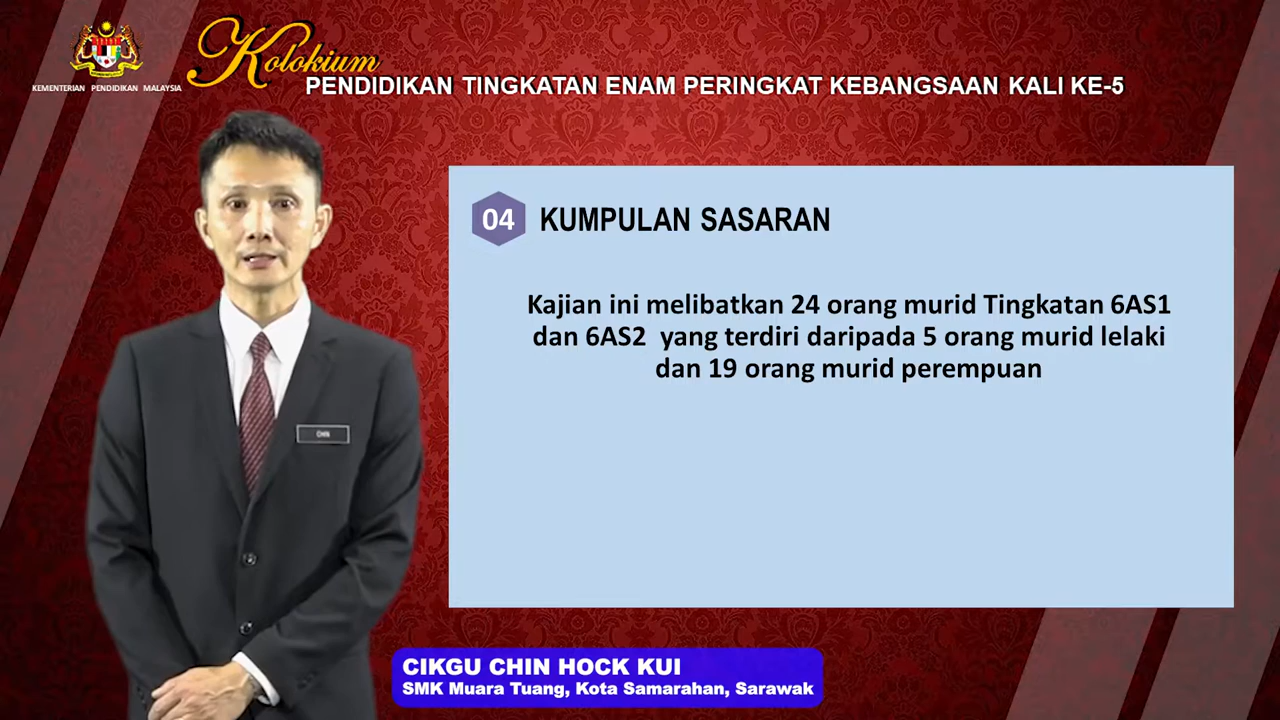 KEMENTERIAN PENDIDIKAN MALAYSIA
Kolokium
PENDIDIKAN TINGKATAN ENAM PERINGKAT KEBANGSAAN KALI KE-5
04 KUMPULAN SASARAN
Kajian ini melibatkan 24 orang murid Tingkatan 6AS1
dan 6AS2 yang terdiri daripada 5 orang murid lelaki
dan 19 orang murid perempuan
CHIN
CIKGU CHIN HOCK KUI
SMK Muara Tuang, Kota Samarahan, Sarawak